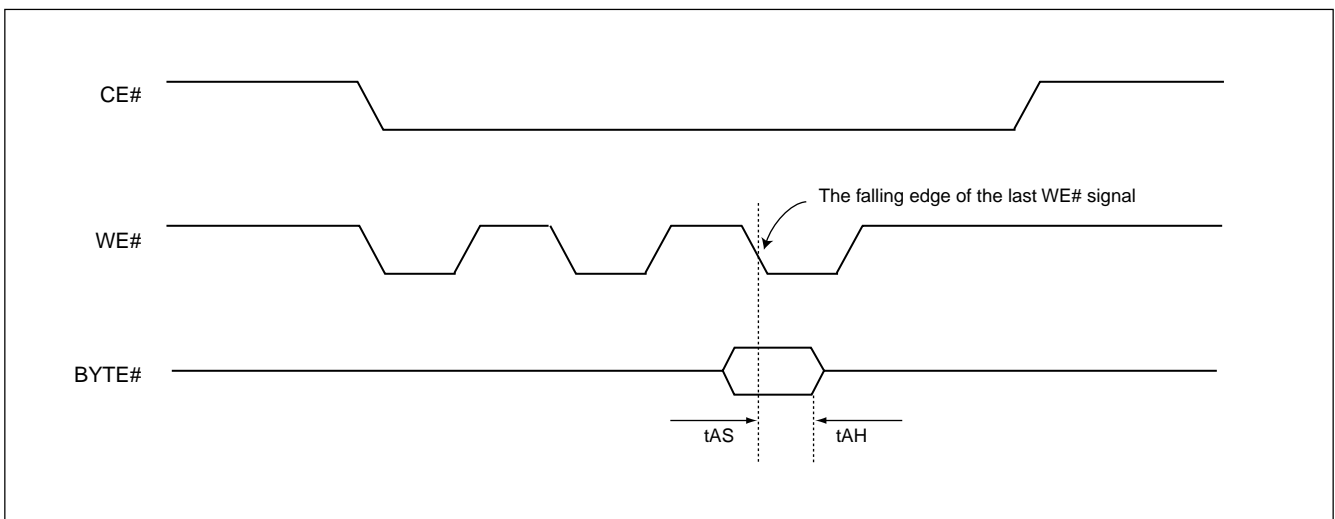 CE#
The falling edge of the last WE# signal
WE#
BYTE#
tAS
tAH